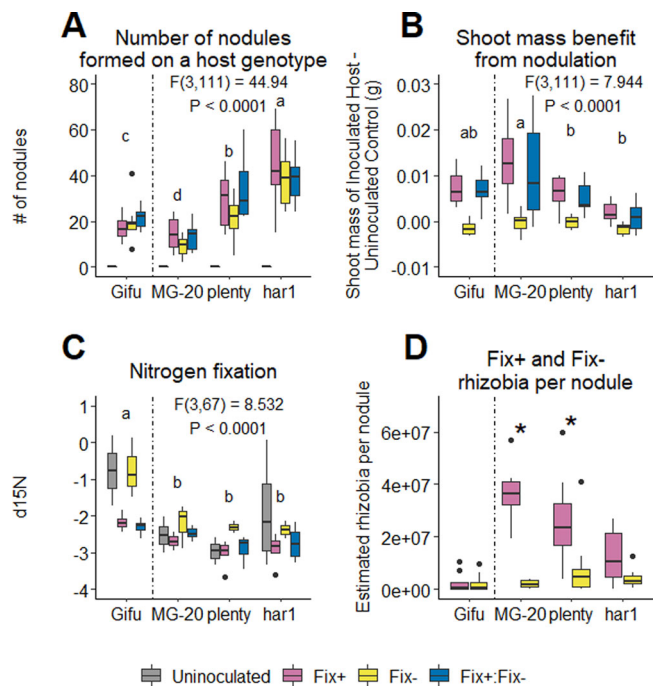 A
Number of nodules
formed on a host genotype
F(3,111) = 44.94
P < 0.0001
# of nodules
80
60
40
20
0
c
d
b
a
Gifu
MG-20
plenty
har1
B
Shoot mass benefit
from nodulation
F(3,111) = 7.944
P < 0.0001
Shoot mass of Inoculated Host -
Uninoculated Control (g)
0.03
0.02
0.01
0.00
-0.01
ab
a
b
b
Gifu
MG-20
plenty
har1
C
Nitrogen fixation
F(3,67) = 8.532
P < 0.0001
d15N
1
0
-1
-2
-3
-4
a
b
b
b
Gifu
MG-20
plenty
har1
D
Fix+ and Fix-
rhizobia per nodule
Estimated rhizobia per nodule
6e+07
4e+07
2e+07
0e+00
*
*
Gifu
MG-20
plenty
har1
Uninoculated
Fix+
Fix-
Fix+:Fix-